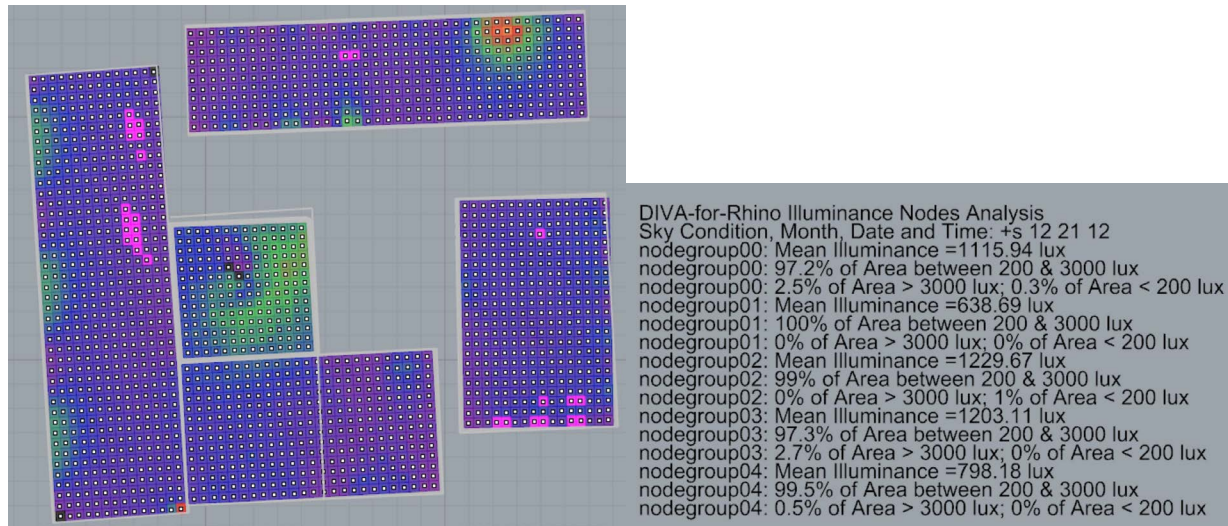 DIVA-for-Rhino Illuminance Nodes Analysis
Sky Condition, Month, Date and Time: +s 12 21 12
nodegroup00: Mean Illuminance =1115.94 lux
nodegroup00: 97.2% of Area between 200 & 3000 lux
nodegroup00: 2.5% of Area > 3000 lux; 0.3% of Area < 200 lux
nodegroup01: Mean Illuminance =638.69 lux
nodegroup01: 100% of Area between 200 & 3000 lux
nodegroup01: 0% of Area > 3000 lux; 0% of Area < 200 lux
nodegroup02: Mean Illuminance =1229.67 lux
nodegroup02: 99% of Area between 200 & 3000 lux
nodegroup02: 0% of Area > 3000 lux; 1% of Area < 200 lux
nodegroup03: Mean Illuminance =1203.11 lux
nodegroup03: 97.3% of Area between 200 & 3000 lux
nodegroup03: 2.7% of Area > 3000 lux; 0% of Area < 200 lux
nodegroup04: Mean Illuminance =798.18 lux
nodegroup04: 99.5% of Area between 200 & 3000 lux
nodegroup04: 0.5% of Area > 3000 lux; 0% of Area < 200 lux